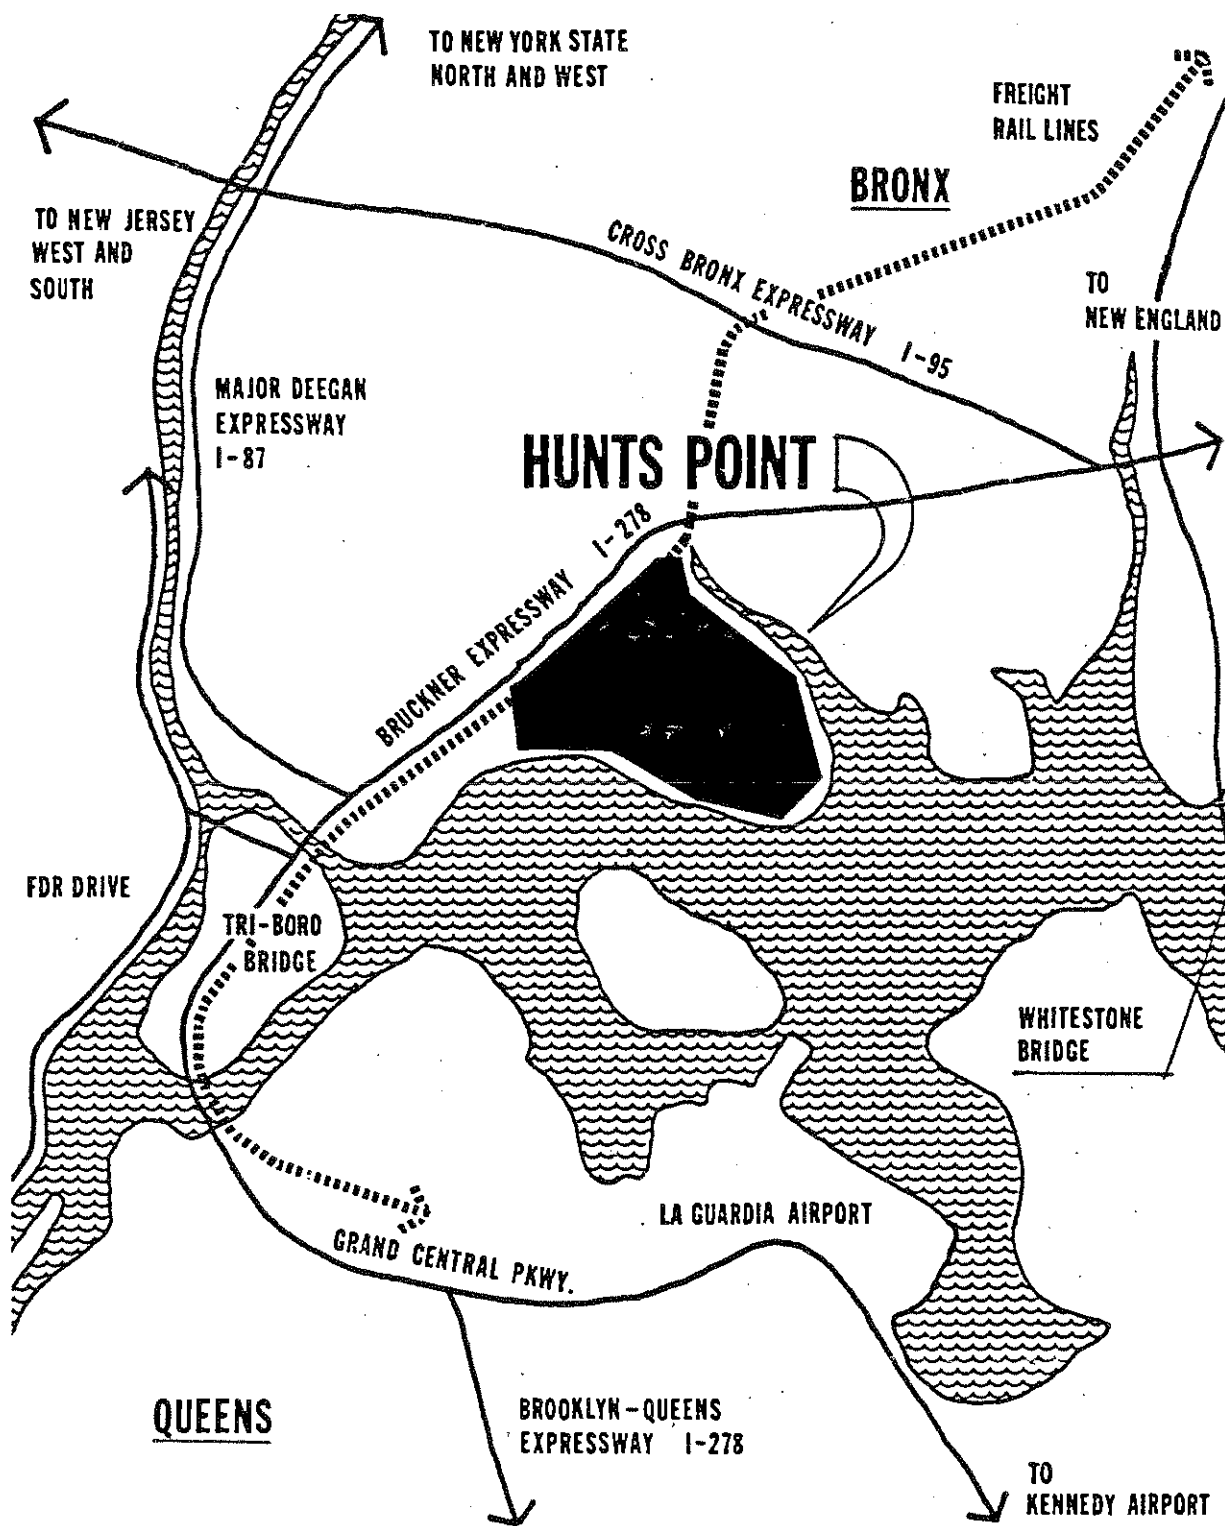 TO NEW YORK STATE
NORTH AND WEST
FREIGHT
RAIL LINES
BRONX
TO NEW JERSEY
WEST AND
SOUTH
CROSS BRONX EXPRESSWAY I-95
TO
NEW ENGLAND
MAJOR DEEGAN
EXPRESSWAY
I-87
HUNTS POINT
BRUCKNER EXPRESSWAY I-278
FDR DRIVE
TRI-BORO
BRIDGE
WHITESTONE
BRIDGE
LA GUARDIA AIRPORT
GRAND CENTRAL PKWY.
QUEENS
BROOKLYN-QUEENS
EXPRESSWAY I-278
TO
KENNEDY AIRPORT